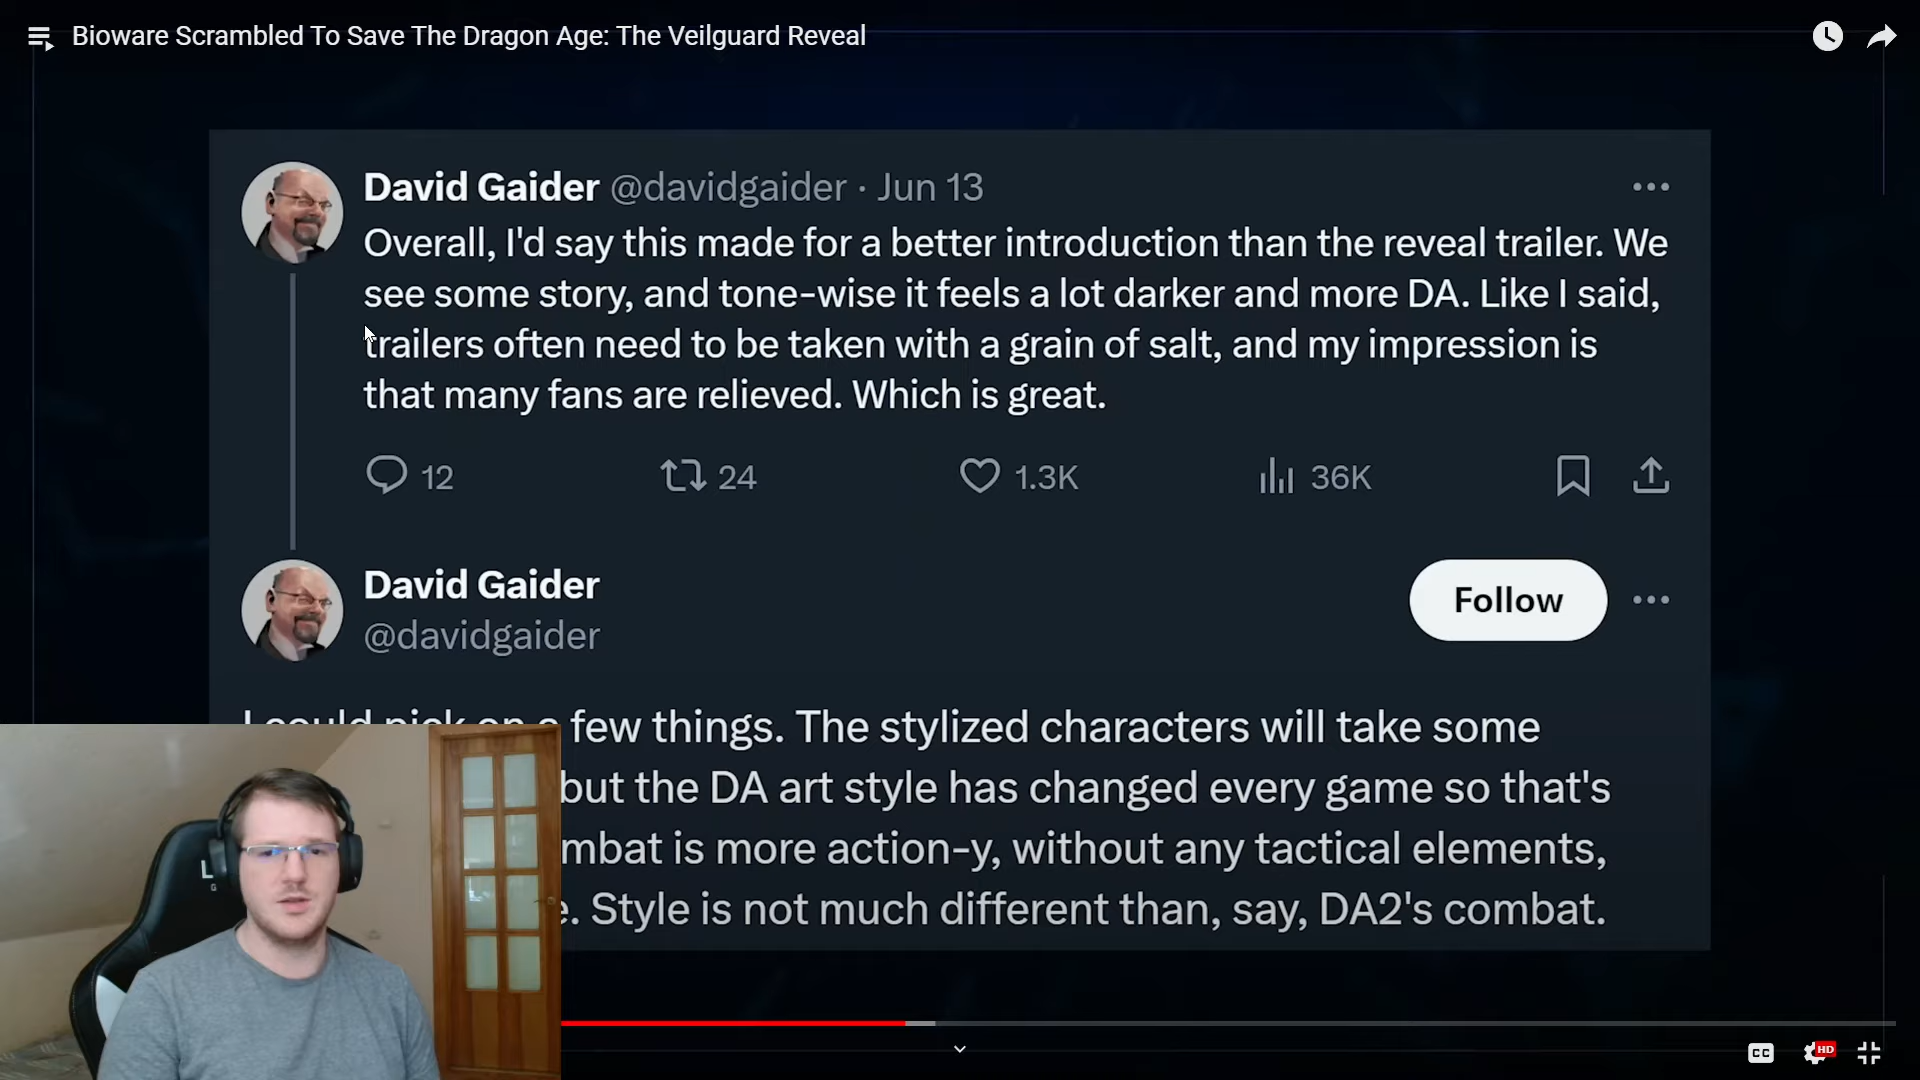 Bioware Scrambled To Save The Dragon Age: The Veilguard Reveal
David Gaider @davidgaider · Jun 13
Overall, I'd say this made for a better introduction than the reveal trailer. We
see some story, and tone-wise it feels a lot darker and more DA. Like I said,
trailers often need to be taken with a grain of salt, and my impression is
that many fans are relieved. Which is great.
12 24 1.3K 36K
David Gaider
@davidgaider
Follow
I could pick on a few things. The stylized characters will take some
but the DA art style has changed every game so that's
is more action-y, without any tactical elements,
Style is not much different than, say, DA2's combat.
L
G
CC
HD